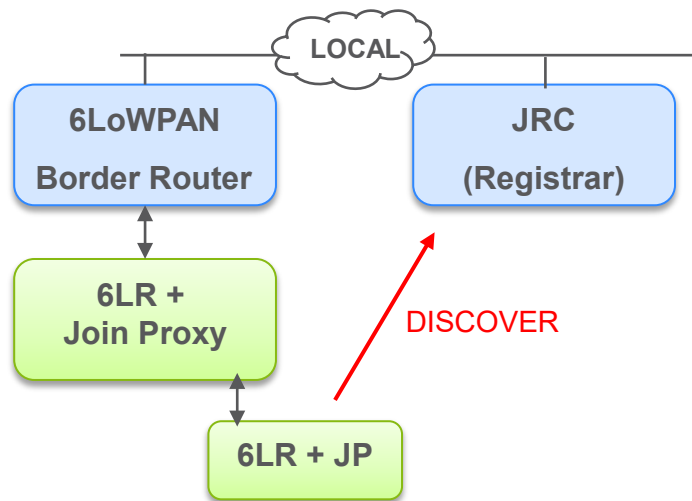 LOCAL
6LoWPAN
Border Router
JRC
(Registrar)
6LR +
Join Proxy
DISCOVER
6LR + JP